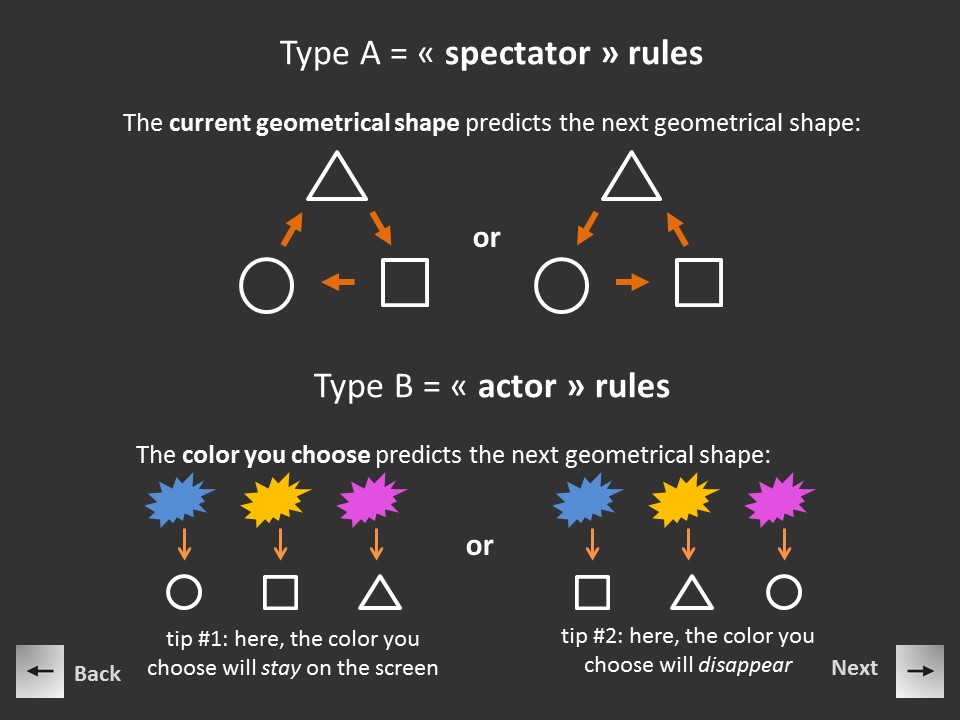 Type A = « spectator » rules
The current geometrical shape predicts the next geometrical shape:
or
Type B = « actor » rules
The color you choose predicts the next geometrical shape:
or
tip #1: here, the color you
choose will stay on the screen
tip #2: here, the color you
choose will disappear
Back
Next